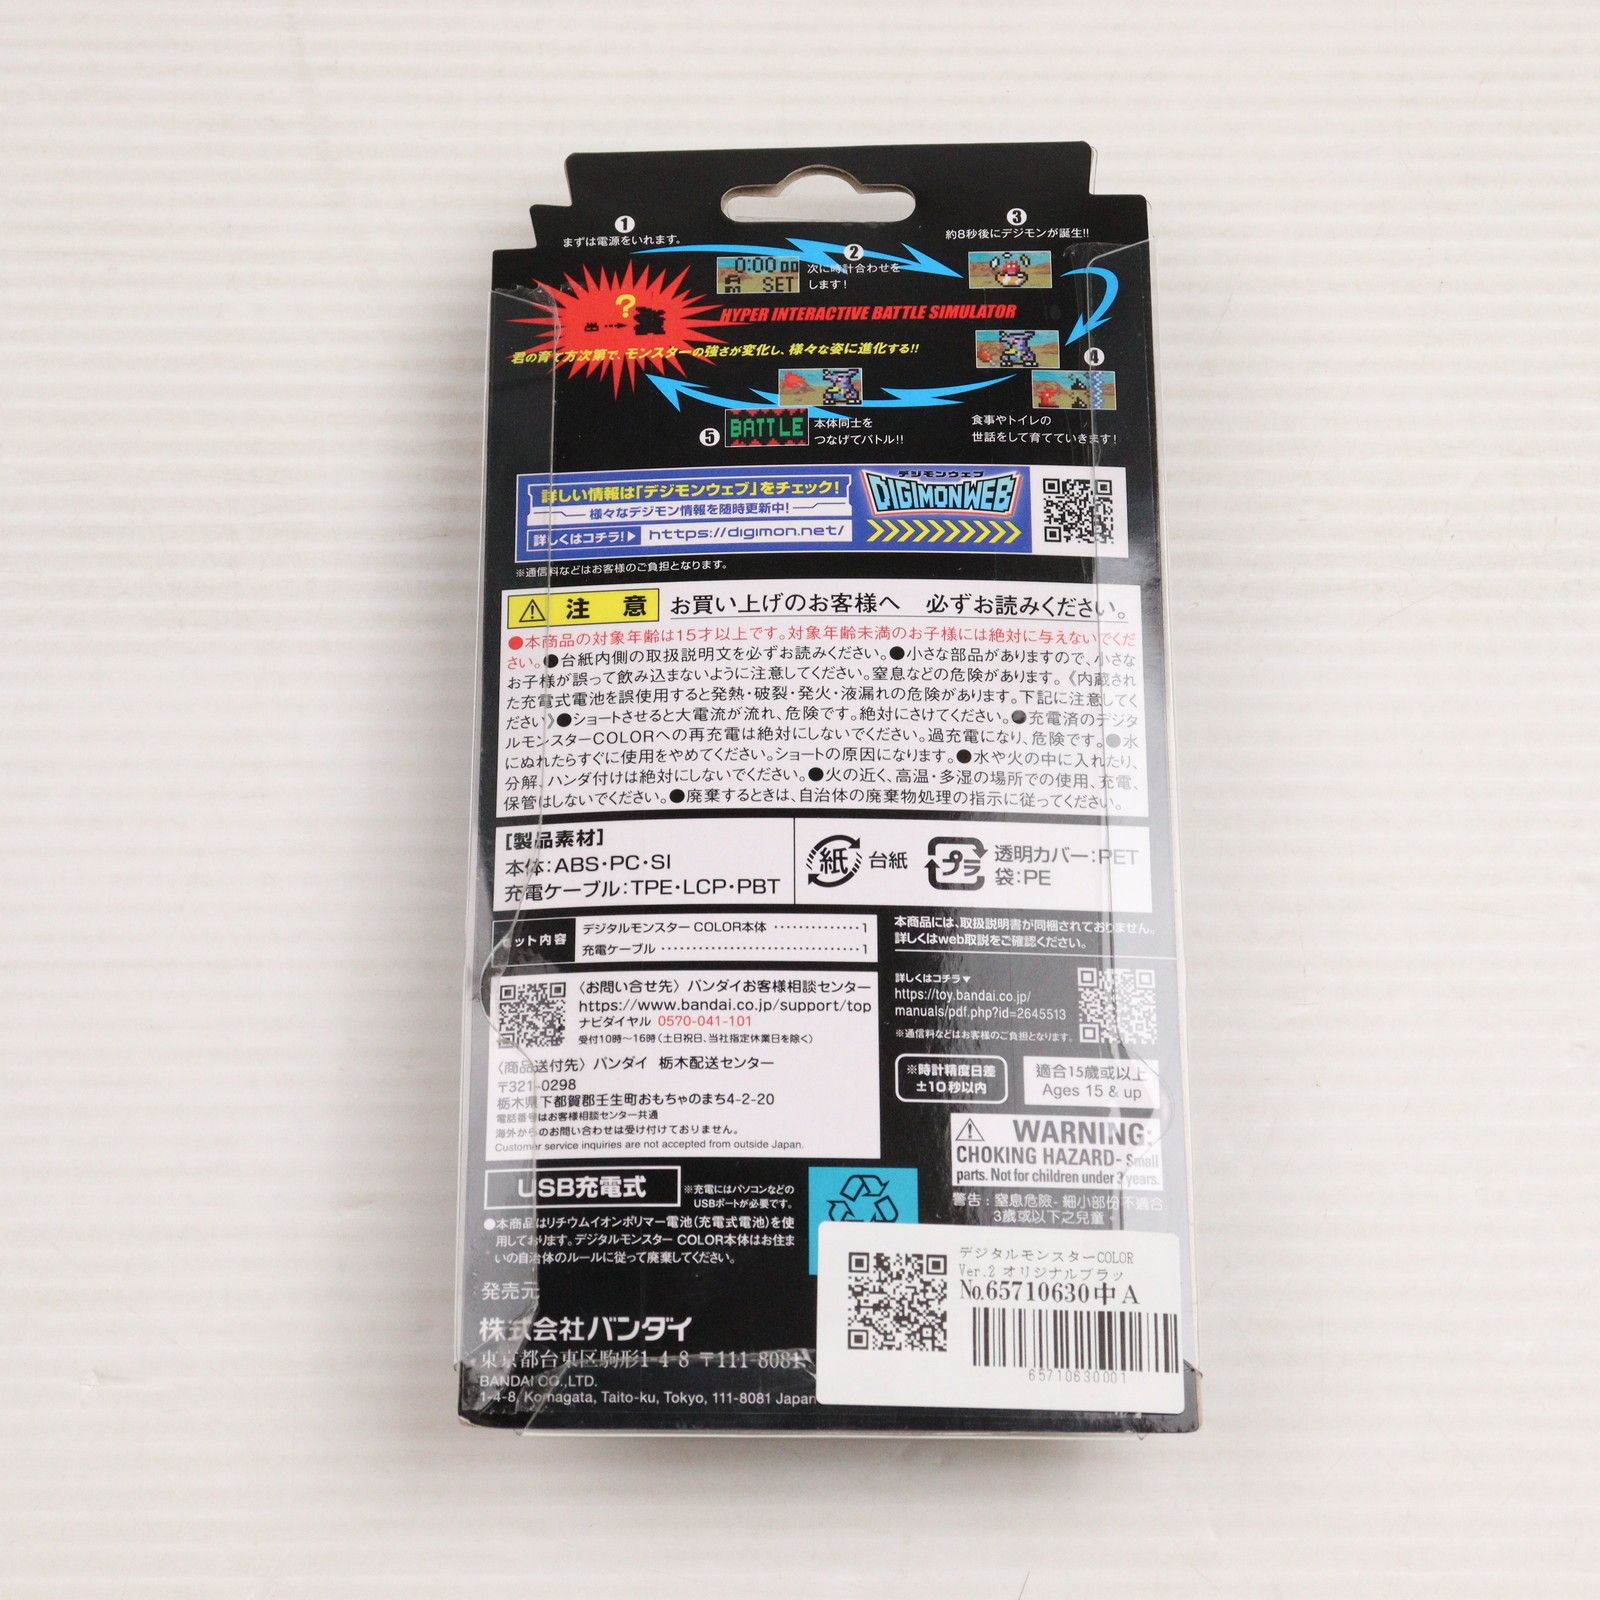 1
まずは電源をいれます。
2
次に時計合わせを
します!
0:00 00
AM SET
3
約8秒後にデジモンが誕生!!
?
HYPER INTERACTIVE BATTLE SIMULATOR
君の育て方次第で、モンスターの強さが変化し、様々な姿に進化する!!
4
食事やトイレの
世話をして育てていきます!
5
BATTLE
本体同士を
つなげてバトル!!
詳しい情報は「デジモンウェブ」をチェック!
様々なデジモン情報を随時更新中!
詳しくはコチラ!▶ https://digimon.net/
デジモンウェブ
DIGIMONWEB
※通信料などはお客様のご負担となります。
⚠注 意 お買い上げのお客様へ 必ずお読みください。
●本商品の対象年齢は15才以上です。対象年齢未満のお子様には絶対に与えないでくだ
さい。●台紙内側の取扱説明文を必ずお読みください。●小さな部品がありますので、小さな
お子様が誤って飲み込まないように注意してください。窒息などの危険があります。《内蔵され
た充電式電池を誤使用すると発熱・破裂・発火・液漏れの危険があります。下記に注意してく
ださい》●ショートさせると大電流が流れ、危険です。絶対にさけてください。●充電済のデジタ
ルモンスターCOLORへの再充電は絶対にしないでください。過充電になり、危険です。●水
にぬれたらすぐに使用をやめてください。ショートの原因になります。●水や火の中に入れたり、
分解、ハンダ付けは絶対にしないでください。●火の近く、高温・多湿の場所での使用、充電、
保管はしないでください。●廃棄するときは、自治体の廃棄物処理の指示に従ってください。
[製品素材]
本体:ABS・PC・SI
充電ケーブル:TPE・LCP・PBT
紙 台紙
プラ 透明カバー:PET
袋:PE
セット内容
デジタルモンスター COLOR本体 ・・・・・・・・・・・・・・1
充電ケーブル ・・・・・・・・・・・・・・・・・・・・・・・・・・・・・・・1
本商品には、取扱説明書が同梱されておりません。
詳しくはweb取説をご確認ください。
詳しくはコチラ▼
https://toy.bandai.co.jp/
manuals/pdf.php?id=2645513
※通信料などはお客様のご負担となります。
〈お問い合せ先〉バンダイお客様相談センター
https://www.bandai.co.jp/support/top
ナビダイヤル 0570-041-101
受付10時〜16時(土日祝日、当社指定休業日を除く)
〈商品送付先〉バンダイ 栃木配送センター
〒321-0298
栃木県下都賀郡壬生町おもちゃのまち4-2-20
電話番号はお客様相談センター共通
海外からのお問い合わせは受け付けておりません。
Customer service inquiries are not accepted from outside Japan.
※時計精度日差
±10秒以内
適合15歳或以上
Ages 15 & up
⚠ WARNING:
CHOKING HAZARD- Small
parts. Not for children under 3 years.
警告:窒息危險-細小部份不適合
3歲或以下之兒童。
USB充電式
※充電にはパソコンなどの
USBポートが必要です。
●本商品はリチウムイオンポリマー電池(充電式電池)を使
用しております。デジタルモンスター COLOR本体はお住ま
いの自治体のルールに従って廃棄してください。
発売元
株式会社バンダイ
東京都台東区駒形1-4-8 〒111-8081
BANDAI CO.,LTD.
1-4-8, Komagata, Taito-ku, Tokyo, 111-8081 Japan
デジタルモンスターCOLOR
Ver.2 オリジナルブラッ
No.65710630中A
65710630001